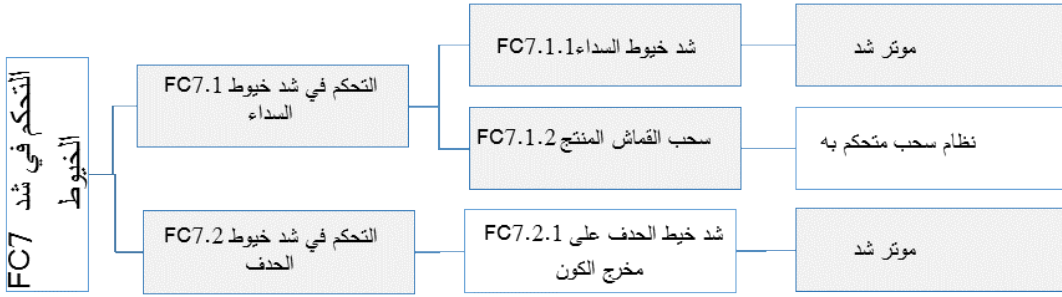 FC7 التحكم في شد
الخيوط
FC7.1 التحكم في شد خيوط
السداء
FC7.1.1 شد خيوط السداء
موتر شد
FC7.1.2 سحب القماش المنتج
نظام سحب متحكم به
FC7.2 التحكم في شد خيوط
الحدف
FC7.2.1 شد خيط الحدف على
مخرج الكون
موتر شد